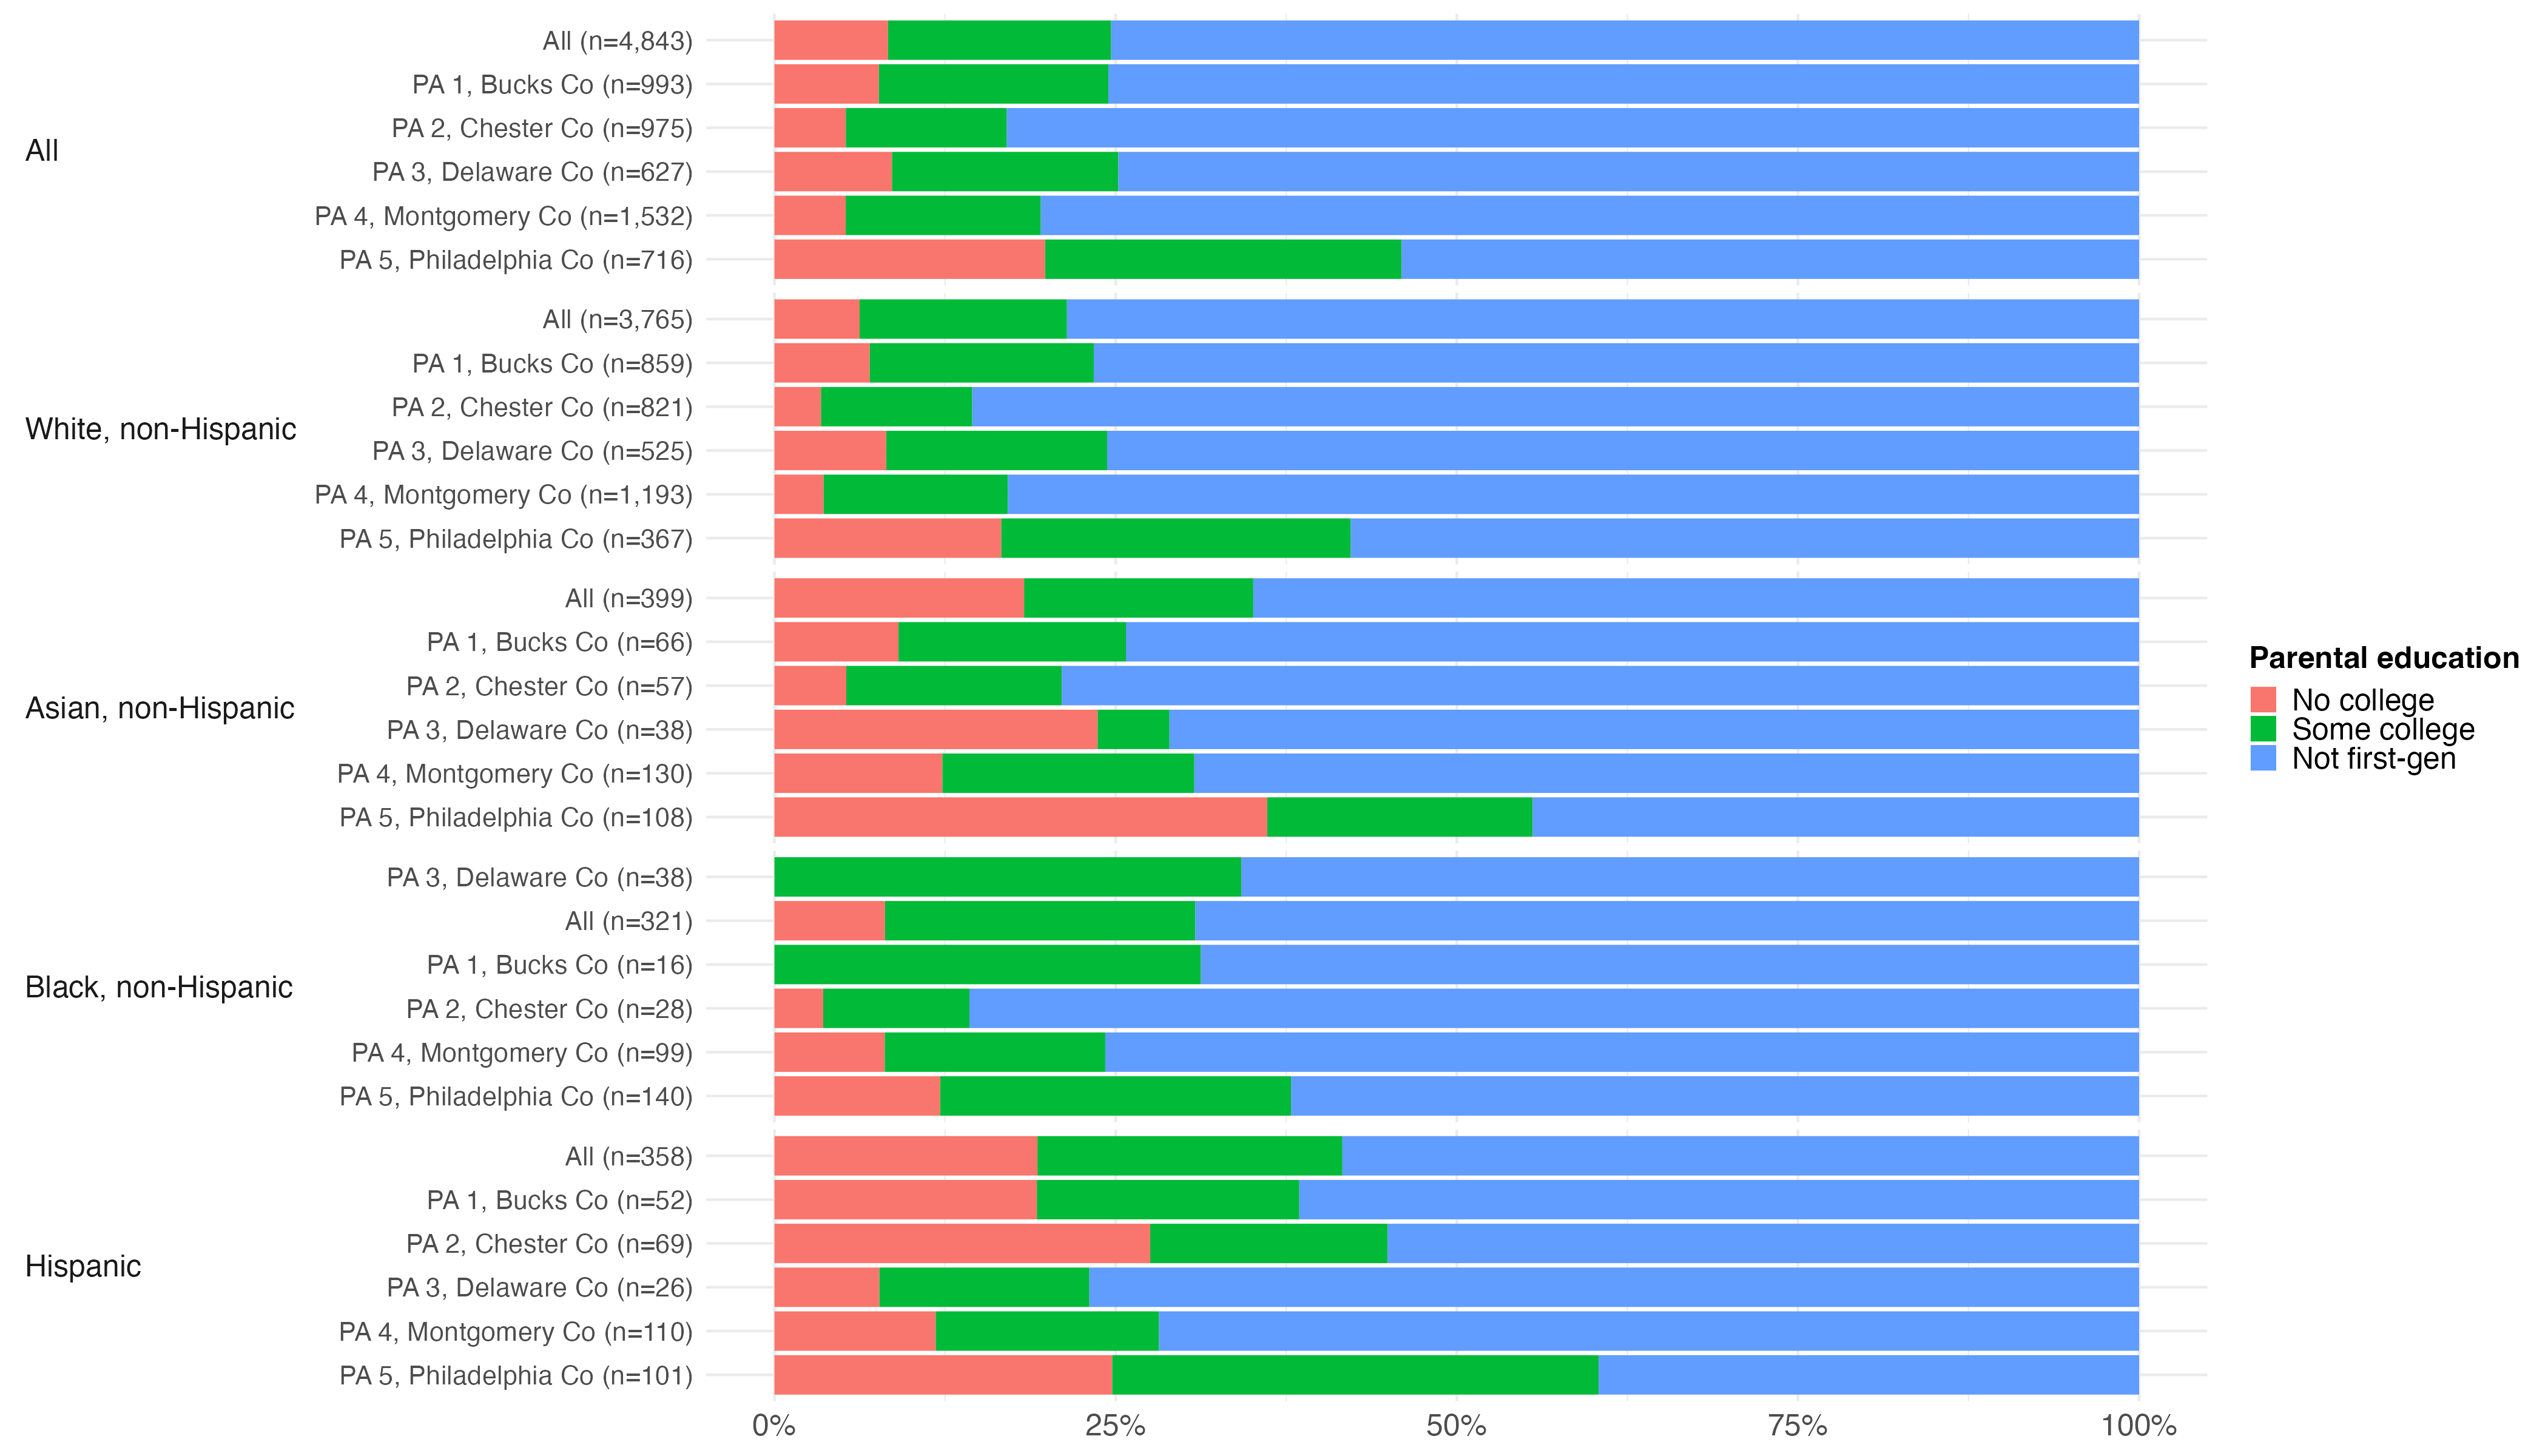 All
All (n=4,843)
PA 1, Bucks Co (n=993)
PA 2, Chester Co (n=975)
PA 3, Delaware Co (n=627)
PA 4, Montgomery Co (n=1,532)
PA 5, Philadelphia Co (n=716)
White, non-Hispanic
All (n=3,765)
PA 1, Bucks Co (n=859)
PA 2, Chester Co (n=821)
PA 3, Delaware Co (n=525)
PA 4, Montgomery Co (n=1,193)
PA 5, Philadelphia Co (n=367)
Asian, non-Hispanic
All (n=399)
PA 1, Bucks Co (n=66)
PA 2, Chester Co (n=57)
PA 3, Delaware Co (n=38)
PA 4, Montgomery Co (n=130)
PA 5, Philadelphia Co (n=108)
Black, non-Hispanic
PA 3, Delaware Co (n=38)
All (n=321)
PA 1, Bucks Co (n=16)
PA 2, Chester Co (n=28)
PA 4, Montgomery Co (n=99)
PA 5, Philadelphia Co (n=140)
Hispanic
All (n=358)
PA 1, Bucks Co (n=52)
PA 2, Chester Co (n=69)
PA 3, Delaware Co (n=26)
PA 4, Montgomery Co (n=110)
PA 5, Philadelphia Co (n=101)
0% 25% 50% 75% 100%
Parental education
No college
Some college
Not first-gen